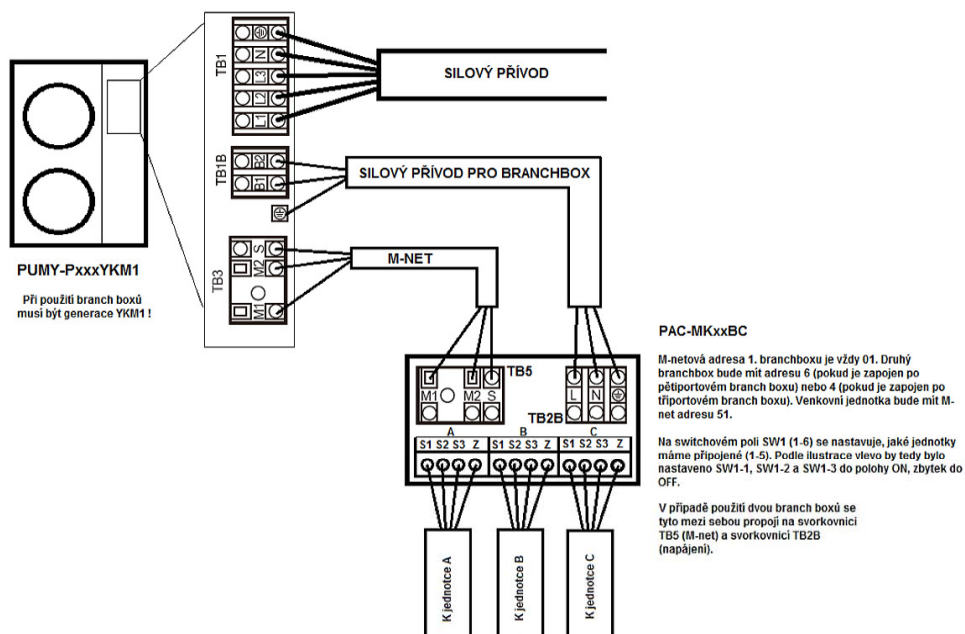 TB1
N
L3
L2
L1
SILOVÝ PŘÍVOD
TB1B
B2
B1
SILOVÝ PŘÍVOD PRO BRANCHBOX
TB3
S
M2
M1
M-NET
PUMY-PxxxYKM1
Při použití branch boxů
musí být generace YKM1 !
PAC-MKxxBC
M-netová adresa 1. branchboxu je vždy 01. Druhý
branchbox bude mít adresu 6 (pokud je zapojen po
pětiportovém branch boxu) nebo 4 (pokud je zapojen po
tříportovém branch boxu). Venkovní jednotka bude mít M-
net adresu 51.
Na switchovém poli SW1 (1-6) se nastavuje, jaké jednotky
máme připojené (1-5). Podle ilustrace vlevo by tedy bylo
nastaveno SW1-1, SW1-2 a SW1-3 do polohy ON, zbytek do
OFF.
V případě použití dvou branch boxů se
tyto mezi sebou propojí na svorkovnici
TB5 (M-net) a svorkovnici TB2B
(napájení).
TB5
M1 M2 S
L N
TB2B
A B C
S1 S2 S3 Z S1 S2 S3 Z S1 S2 S3 Z
K jednotce A
K jednotce B
K jednotce C